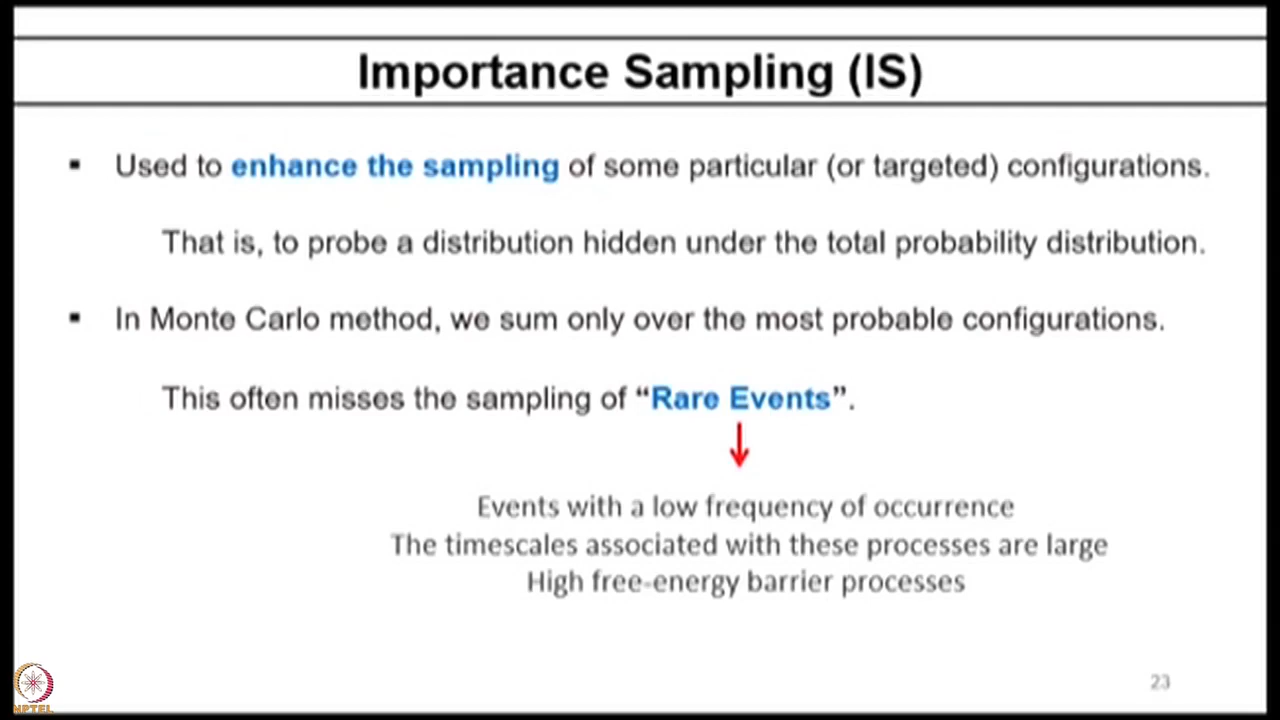 Importance Sampling (IS)
▪ Used to enhance the sampling of some particular (or targeted) configurations.
That is, to probe a distribution hidden under the total probability distribution.
▪ In Monte Carlo method, we sum only over the most probable configurations.
This often misses the sampling of “Rare Events”.
Events with a low frequency of occurrence
The timescales associated with these processes are large
High free-energy barrier processes
NPTEL
23